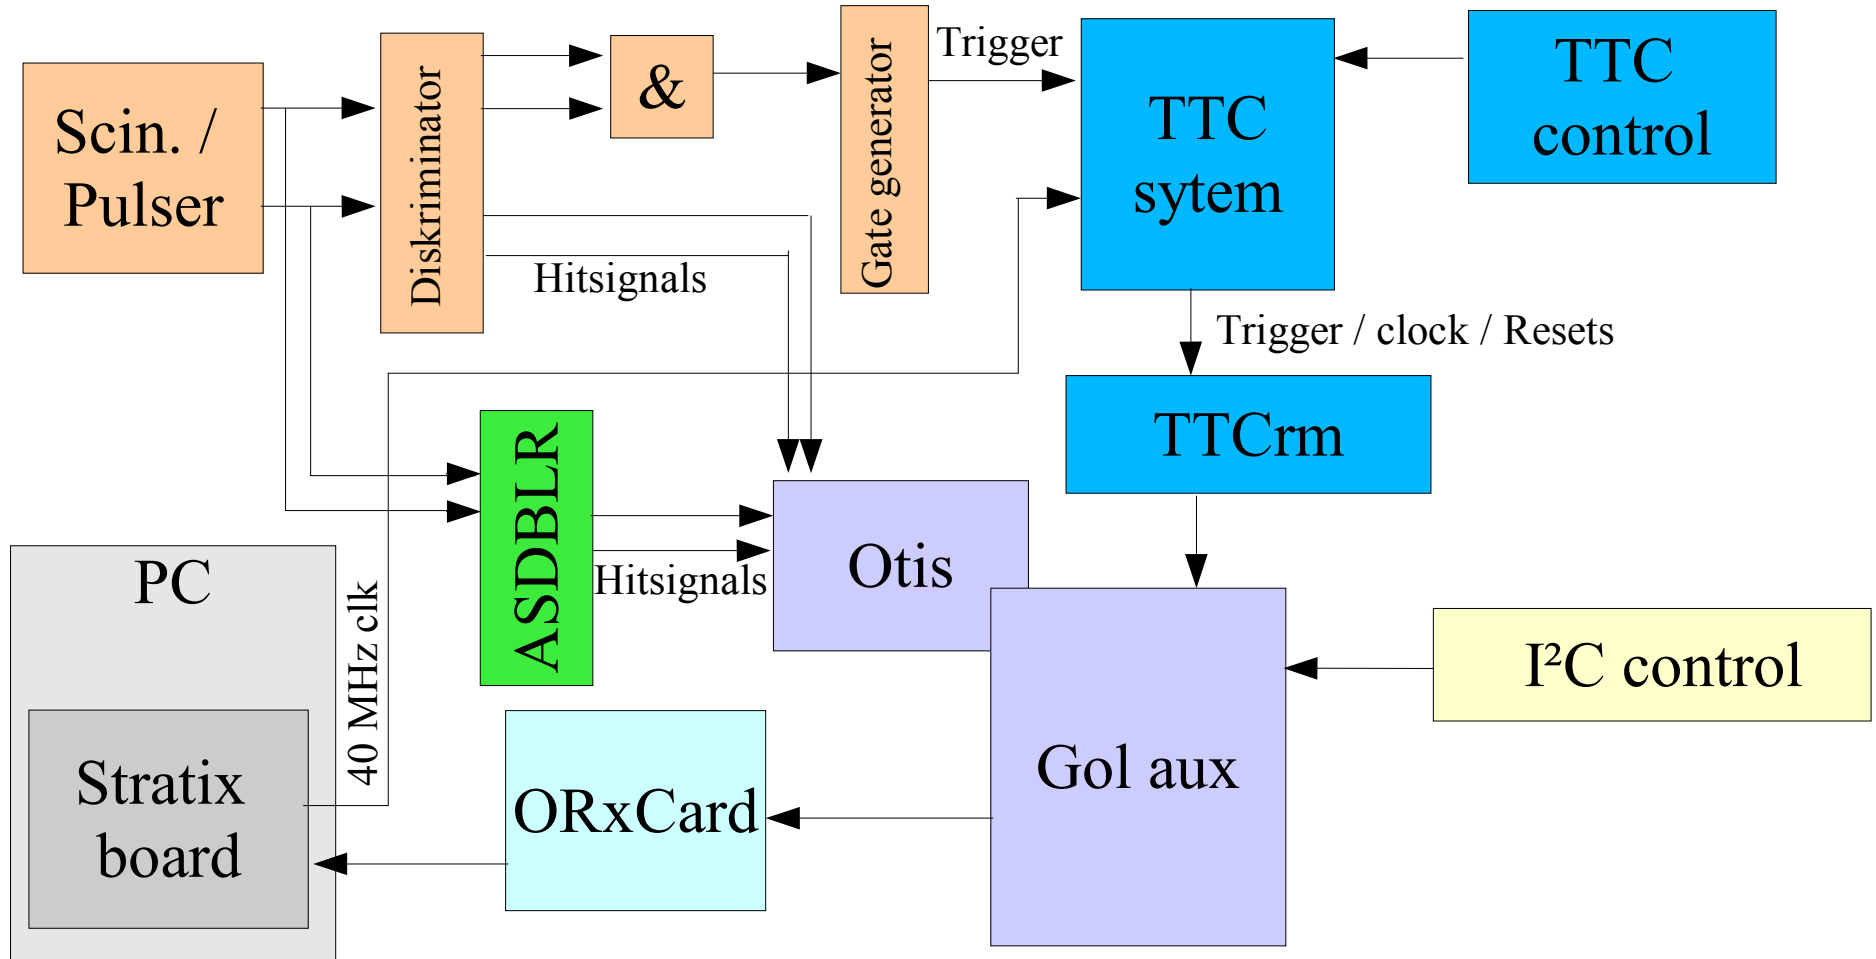 Scin. /
Pulser
Diskriminator
&
Gate generator
Trigger
TTC
sytem
TTC
control
Hitsignals
Trigger / clock / Resets
TTCrm
ASDBLR
Hitsignals
Otis
PC
40 MHz clk
Stratix
board
ORxCard
Gol aux
I²C control